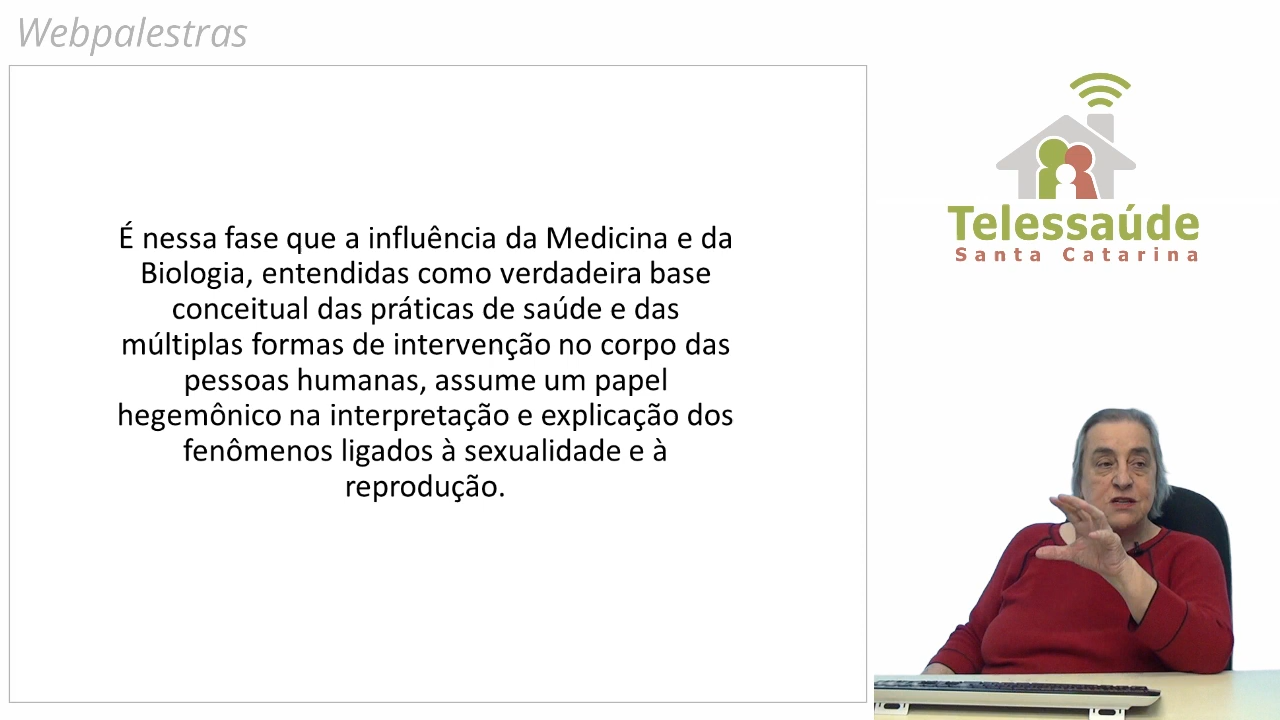 Webpalestras
É nessa fase que a influência da Medicina e da
Biologia, entendidas como verdadeira base
conceitual das práticas de saúde e das
múltiplas formas de intervenção no corpo das
pessoas humanas, assume um papel
hegemônico na interpretação e explicação dos
fenômenos ligados à sexualidade e à
reprodução.
Telessaúde
Santa Catarina